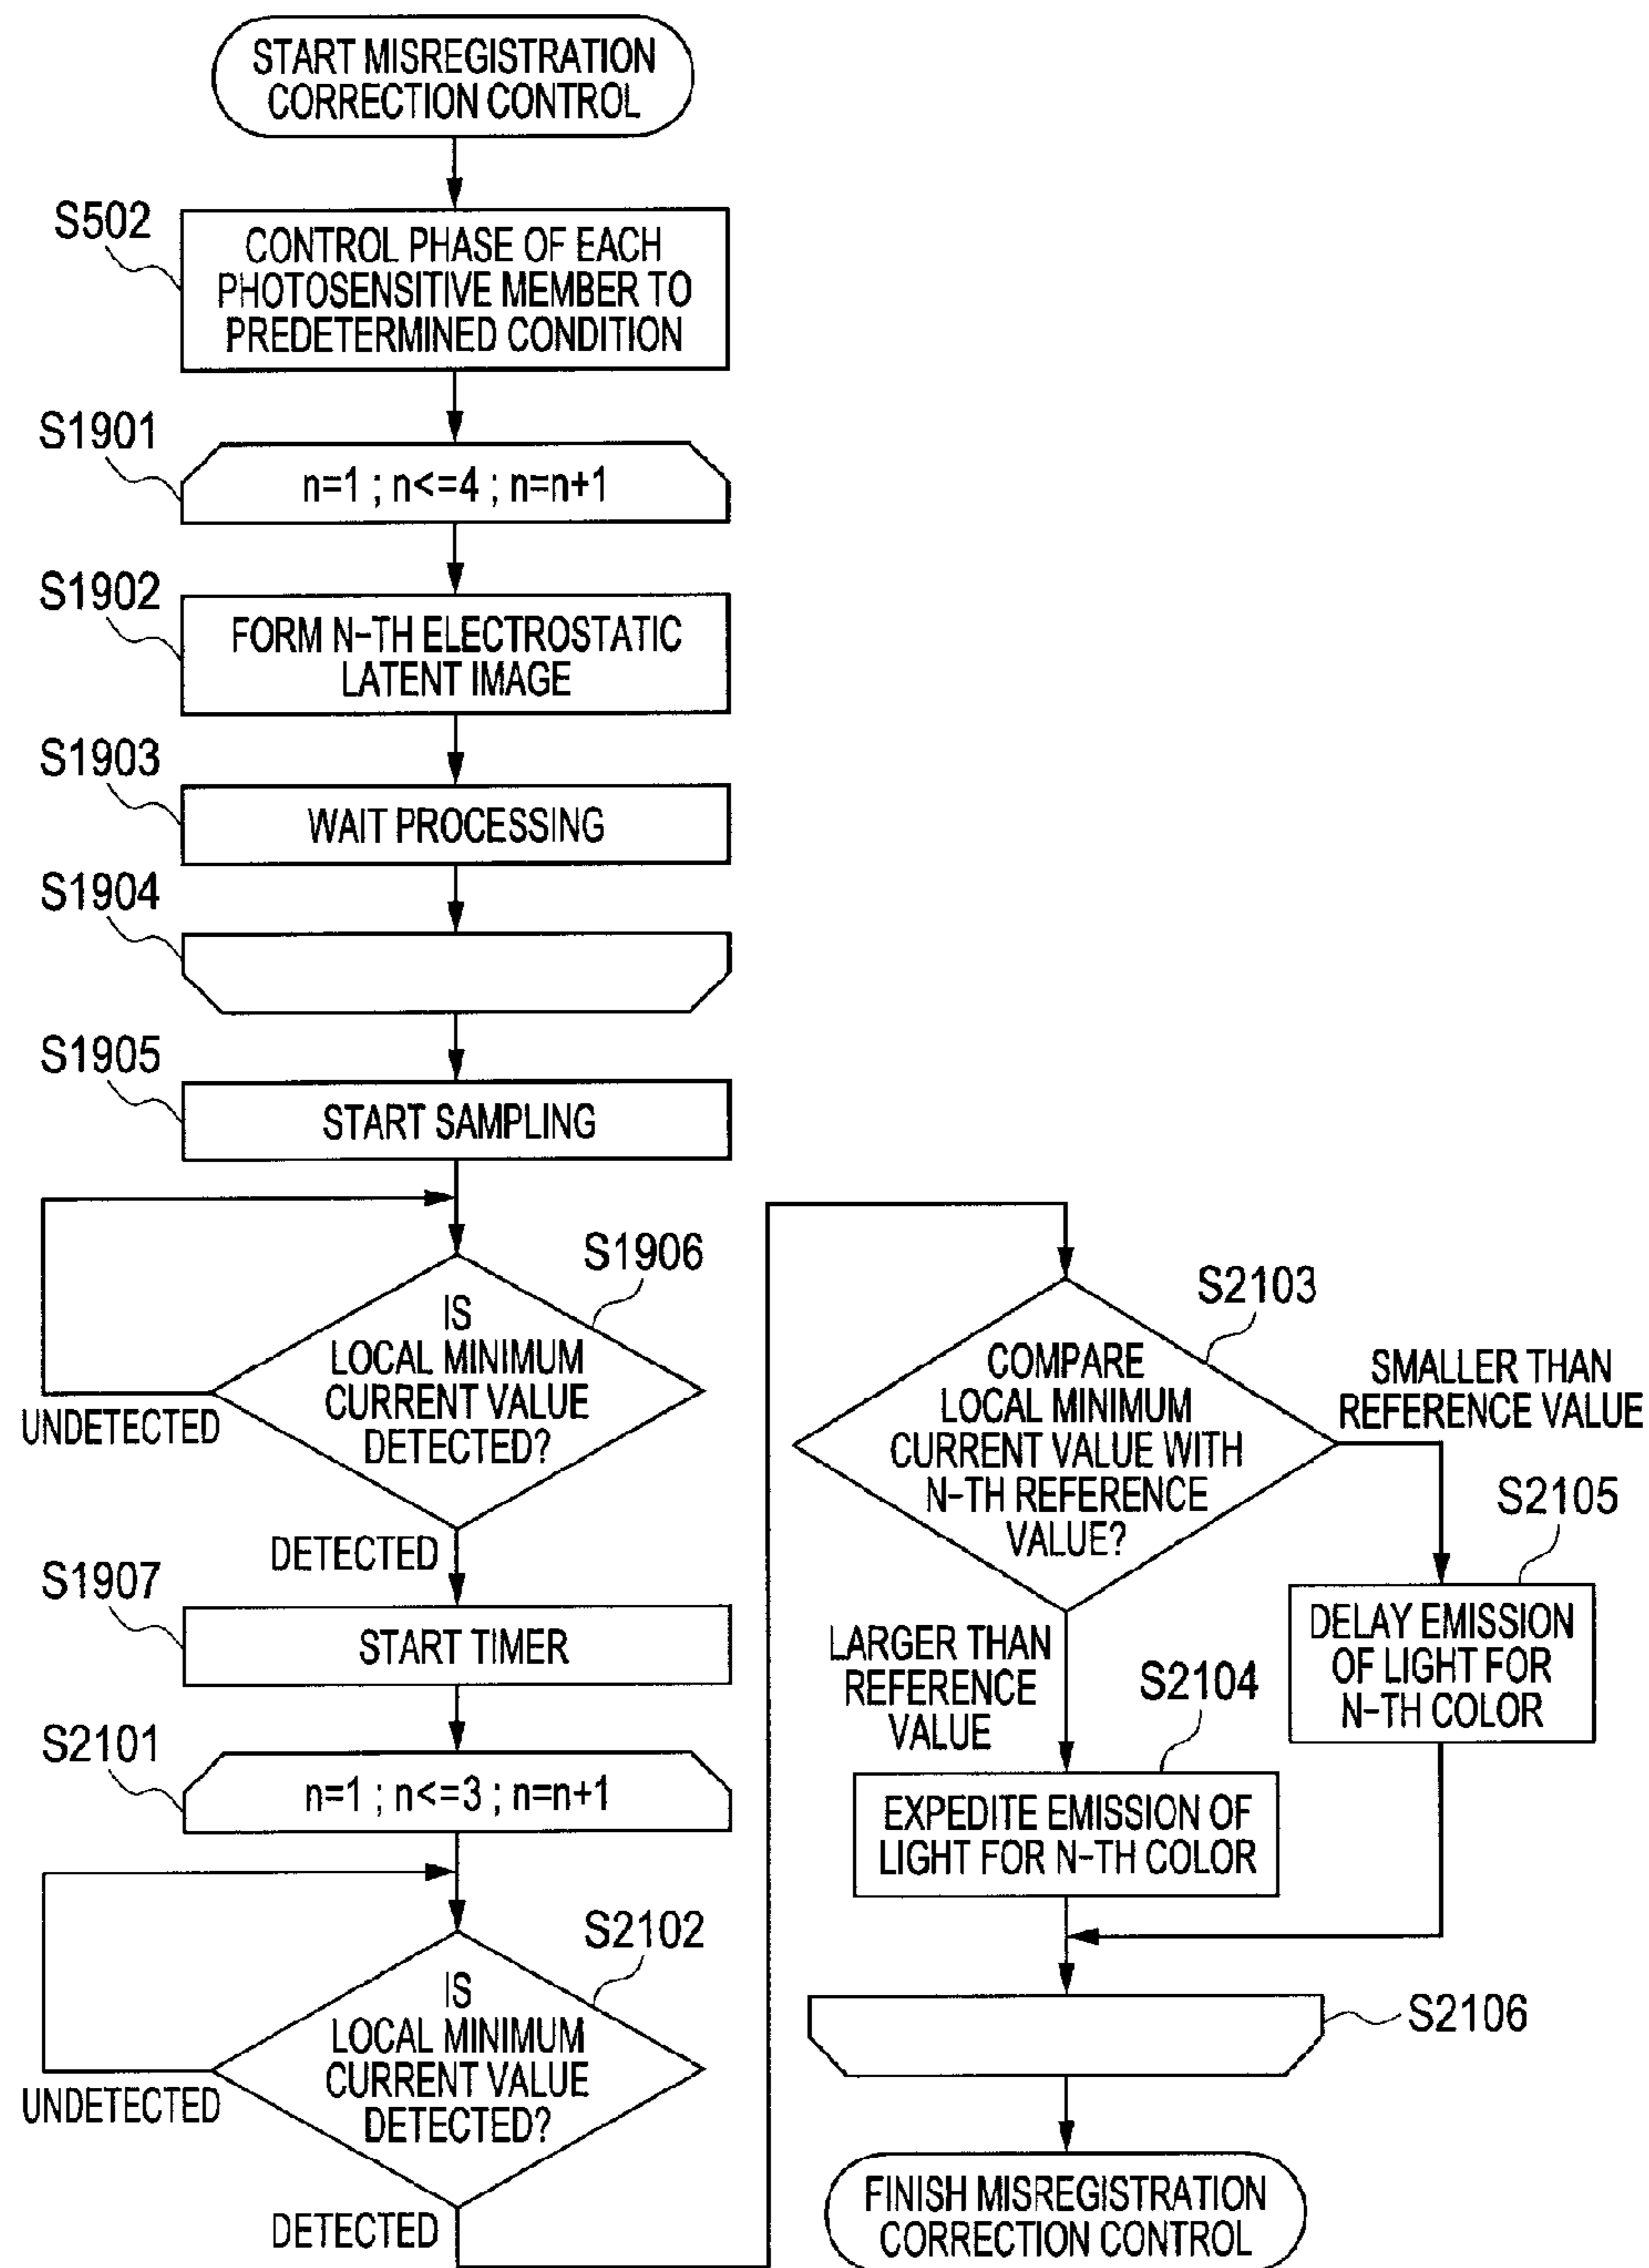 START MISREGISTRATION
CORRECTION CONTROL
S502
CONTROL PHASE OF EACH
PHOTOSENSITIVE MEMBER TO
PREDETERMINED CONDITION
S1901
n=1 ; n<=4 ; n=n+1
S1902
FORM N-TH ELECTROSTATIC
LATENT IMAGE
S1903
WAIT PROCESSING
S1904
S1905
START SAMPLING
S1906
IS
LOCAL MINIMUM
CURRENT VALUE
DETECTED?
UNDETECTED
DETECTED
S1907
START TIMER
S2101
n=1 ; n<=3 ; n=n+1
S2102
IS
LOCAL MINIMUM
CURRENT VALUE
DETECTED?
UNDETECTED
DETECTED
S2103
COMPARE
LOCAL MINIMUM
CURRENT VALUE WITH
N-TH REFERENCE
VALUE?
SMALLER THAN
REFERENCE VALUE
S2105
DELAY EMISSION
OF LIGHT FOR
N-TH COLOR
LARGER THAN
REFERENCE
VALUE
S2104
EXPEDITE EMISSION OF
LIGHT FOR N-TH COLOR
S2106
FINISH MISREGISTRATION
CORRECTION CONTROL